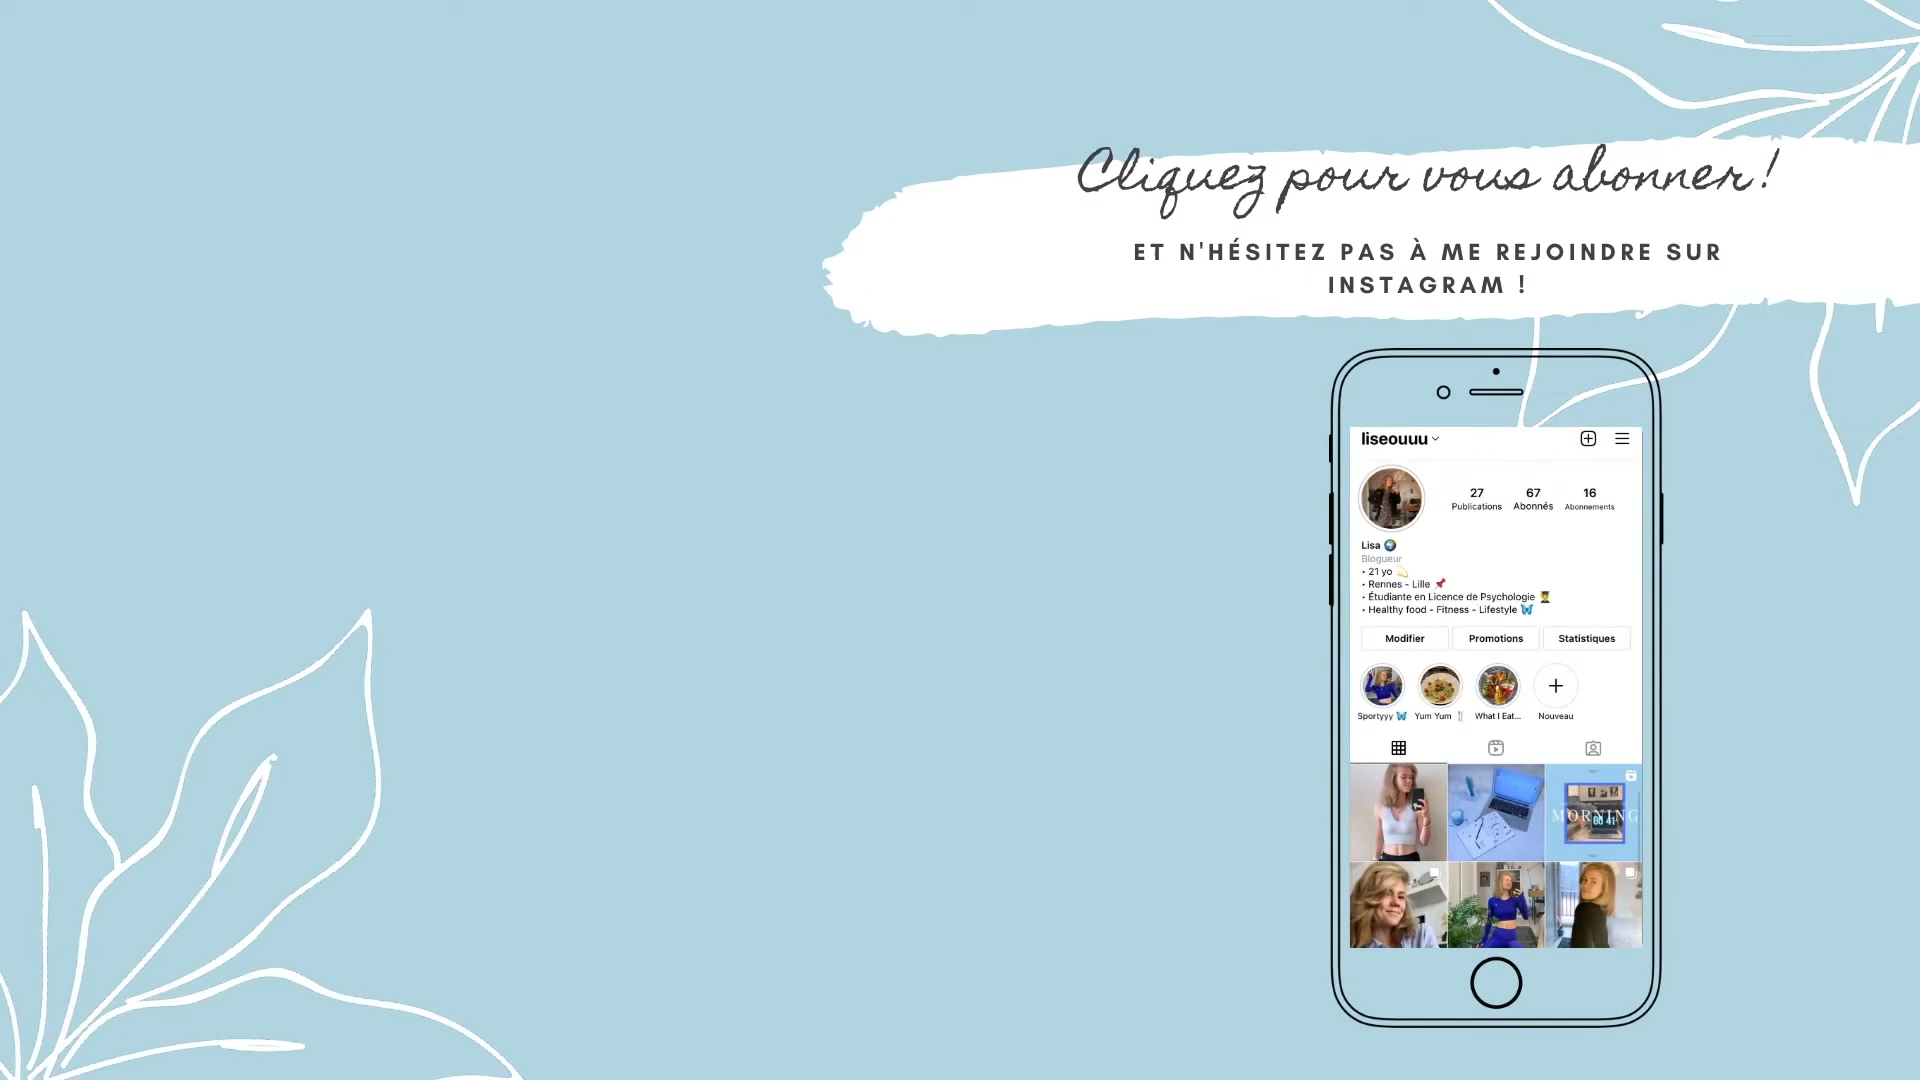 Cliquez pour vous abonner!
ET N'HÉSITEZ PAS À ME REJOINDRE SUR
INSTAGRAM !
liseouuu
27 67 16
Publications Abonnés Abonnements
Lisa
Blogueur
• 21 yo
• Rennes - Lille
• Étudiante en Licence de Psychologie
• Healthy food - Fitness - Lifestyle
Modifier Promotions Statistiques
Sportyyy Yum Yum What I Eat... Nouveau
MORNING